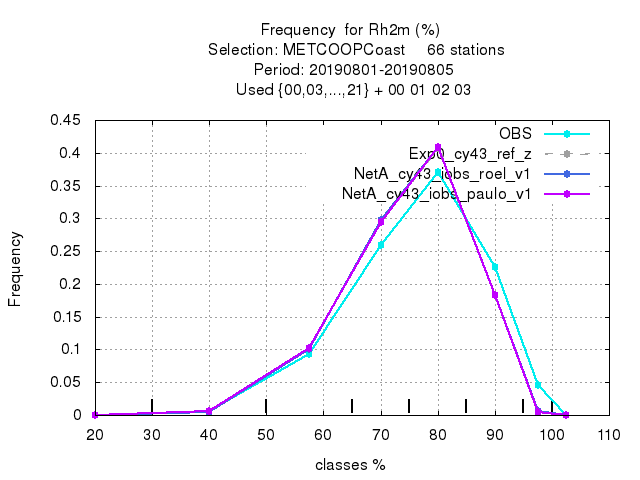 Frequency for Rh2m (%)
Selection: METCOOPCoast 66 stations
Period: 20190801-20190805
Used {00,03,...,21} + 00 01 02 03
OBS
Exp0_cy43_ref_z
NetA_cy43_iobs_roel_v1
NetA_cy43_iobs_paulo_v1
0.45
0.4
0.35
0.3
0.25
0.2
0.15
0.1
0.05
0
Frequency
20 30 40 50 60 70 80 90 100 110
classes %